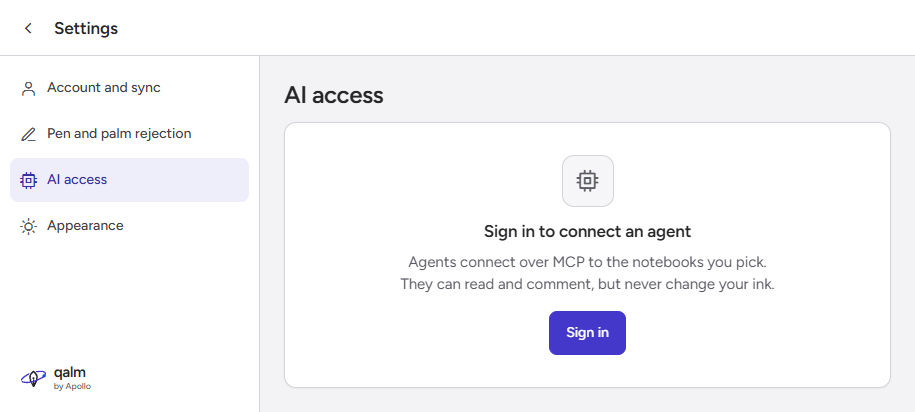 Settings
Account and sync
Pen and palm rejection
AI access
Appearance
qalm
by Apollo
AI access
Sign in to connect an agent
Agents connect over MCP to the notebooks you pick.
They can read and comment, but never change your ink.
Sign in